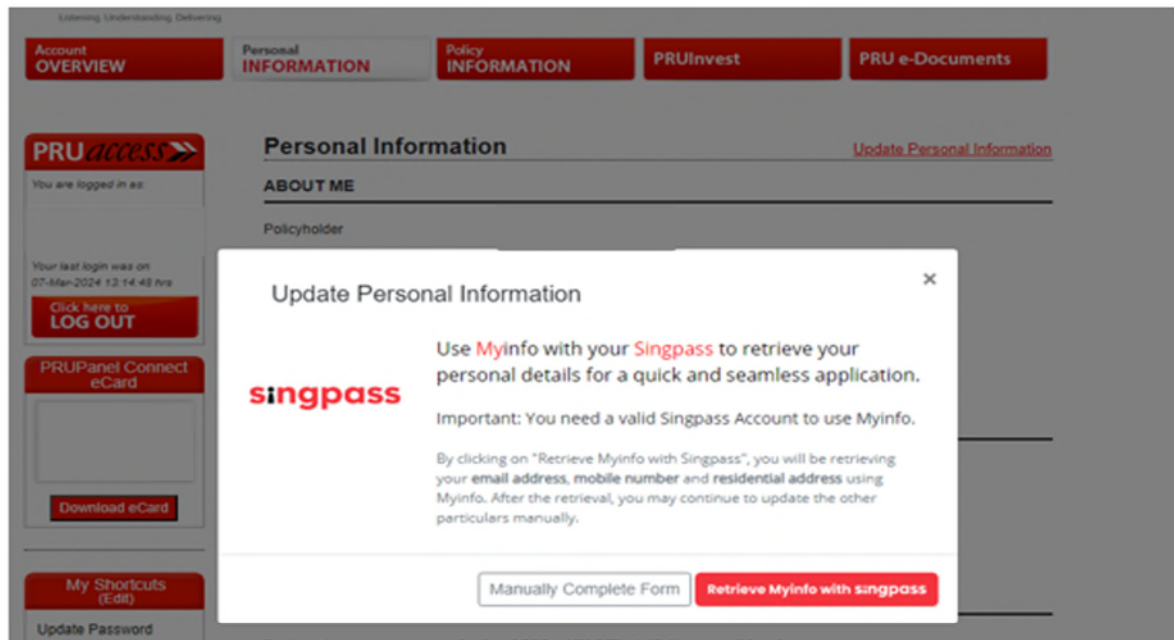 Listening. Understanding. Delivering.
Account
OVERVIEW
Personal
INFORMATION
Policy
INFORMATION
PRUInvest
PRU e-Documents
PRUaccess
You are logged in as:
Your last login was on
07-Mar-2024 13:14:48 hrs
Click here to
LOG OUT
PRUPanel Connect
eCard
Download eCard
My Shortcuts
(Edit)
Update Password
Personal Information
Update Personal Information
ABOUT ME
Policyholder
Update Personal Information
×
singpass
Use Myinfo with your Singpass to retrieve your
personal details for a quick and seamless application.
Important: You need a valid Singpass Account to use Myinfo.
By clicking on "Retrieve Myinfo with Singpass", you will be retrieving
your email address, mobile number and residential address using
Myinfo. After the retrieval, you may continue to update the other
particulars manually.
Manually Complete Form
Retrieve Myinfo with singpass